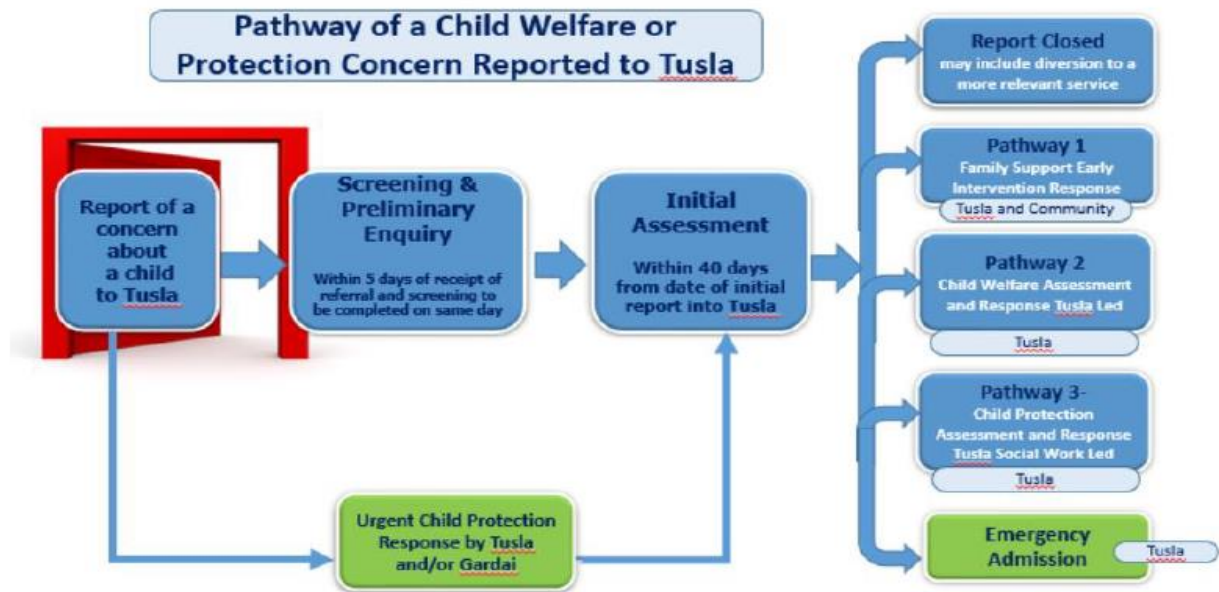 Pathway of a Child Welfare or
Protection Concern Reported to Tusla
Report of a
concern
about
a child
to Tusla
Screening &
Preliminary
Enquiry
Within 5 days of receipt of
referral and screening to
be completed on same day
Initial
Assessment
Within 40 days
from date of initial
report into Tusla
Urgent Child Protection
Response by Tusla
and/or Gardai
Report Closed
may include diversion to a
more relevant service
Pathway 1
Family Support Early
Intervention Response
Tusla and Community
Pathway 2
Child Welfare Assessment
and Response Tusla Led
Tusla
Pathway 3-
Child Protection
Assessment and Response
Tusla Social Work Led
Tusla
Emergency
Admission
Tusla